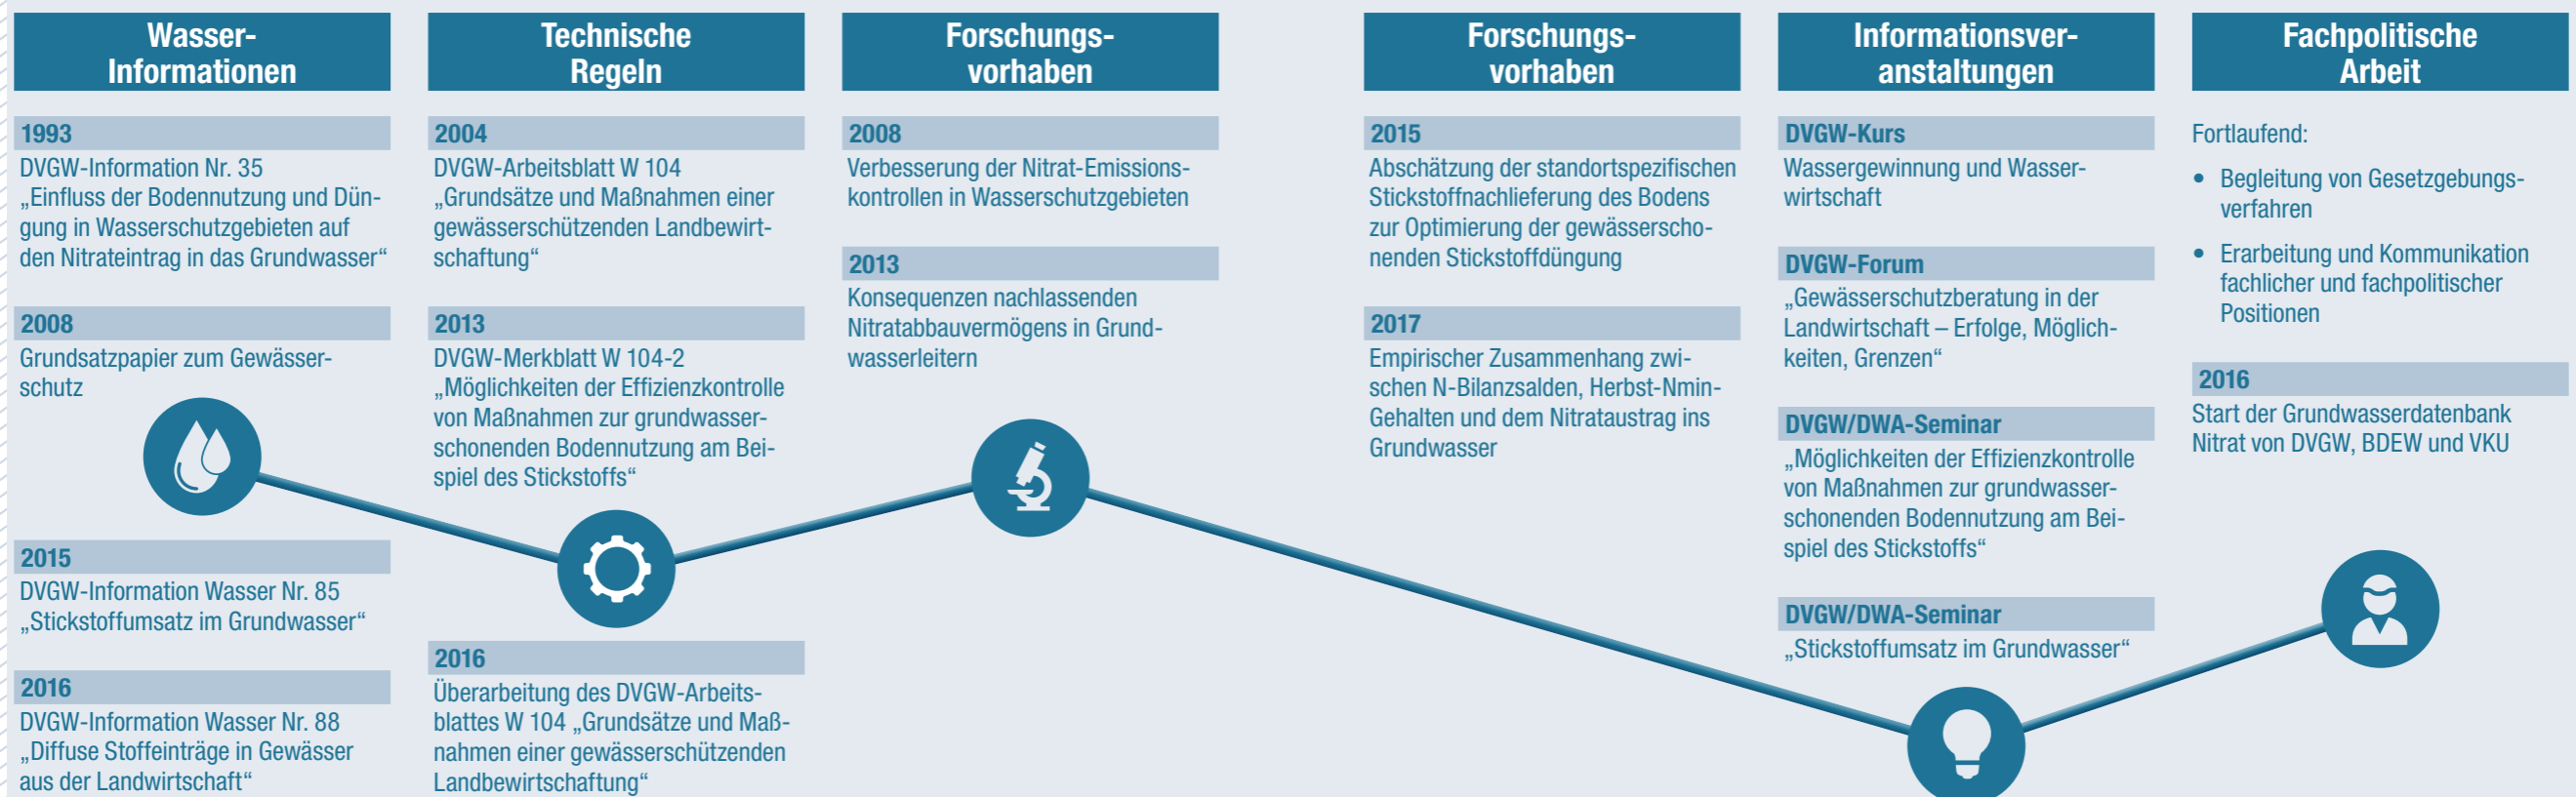 Wasser-
Informationen
1993
DVGW-Information Nr. 35
„Einfluss der Bodennutzung und Dün-
gung in Wasserschutzgebieten auf
den Nitrateintrag in das Grundwasser“
2008
Grundsatzpapier zum Gewässer-
schutz
2015
DVGW-Information Wasser Nr. 85
„Stickstoffumsatz im Grundwasser“
2016
DVGW-Information Wasser Nr. 88
„Diffuse Stoffeinträge in Gewässer
aus der Landwirtschaft“
Technische
Regeln
2004
DVGW-Arbeitsblatt W 104
„Grundsätze und Maßnahmen einer
gewässerschützenden Landbewirt-
schaftung“
2013
DVGW-Merkblatt W 104-2
„Möglichkeiten der Effizienzkontrolle
von Maßnahmen zur grundwasser-
schonenden Bodennutzung am Bei-
spiel des Stickstoffs“
2016
Überarbeitung des DVGW-Arbeits-
blattes W 104 „Grundsätze und Maß-
nahmen einer gewässerschützenden
Landbewirtschaftung“
Forschungs-
vorhaben
2008
Verbesserung der Nitrat-Emissions-
kontrollen in Wasserschutzgebieten
2013
Konsequenzen nachlassenden
Nitratabbauvermögens in Grund-
wasserleitern
Forschungs-
vorhaben
2015
Abschätzung der standortspezifischen
Stickstoffnachlieferung des Bodens
zur Optimierung der gewässerscho-
nenden Stickstoffdüngung
2017
Empirischer Zusammenhang zwi-
schen N-Bilanzsalden, Herbst-Nmin-
Gehalten und dem Nitrataustrag ins
Grundwasser
Informationsver-
anstaltungen
DVGW-Kurs
Wassergewinnung und Wasser-
wirtschaft
DVGW-Forum
„Gewässerschutzberatung in der
Landwirtschaft – Erfolge, Möglich-
keiten, Grenzen“
DVGW/DWA-Seminar
„Möglichkeiten der Effizienzkontrolle
von Maßnahmen zur grundwasser-
schonenden Bodennutzung am Bei-
spiel des Stickstoffs“
DVGW/DWA-Seminar
„Stickstoffumsatz im Grundwasser“
Fachpolitische
Arbeit
Fortlaufend:
• Begleitung von Gesetzgebungs-
verfahren
• Erarbeitung und Kommunikation
fachlicher und fachpolitischer
Positionen
2016
Start der Grundwasserdatenbank
Nitrat von DVGW, BDEW und VKU